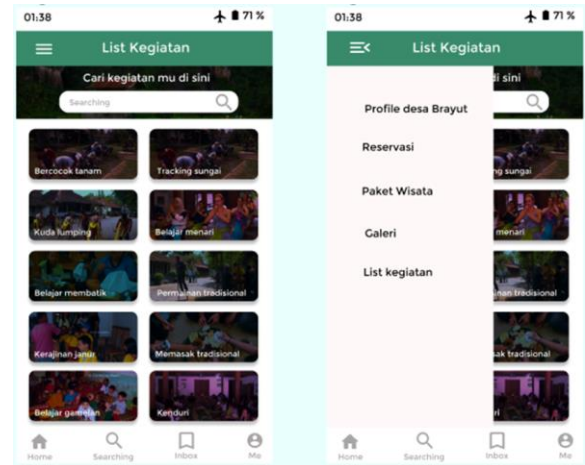 01:38
71 %
List Kegiatan
Cari kegiatan mu di sini
Searching
Bercocok tanam
Tracking sungai
Kuda lumping
Belajar menari
Belajar membatik
Permainan tradisional
Kerajinan janur
Memasak tradisional
Belajar gamelan
Kenduri
Home
Searching
Inbox
Me
01:38
71 %
List Kegiatan
di sini
Profile desa Brayut
Reservasi
Paket Wisata
Galeri
List kegiatan
ng sungai
menari
nan tradisional
sak tradisional
ri
Home
Searching
Inbox
Me